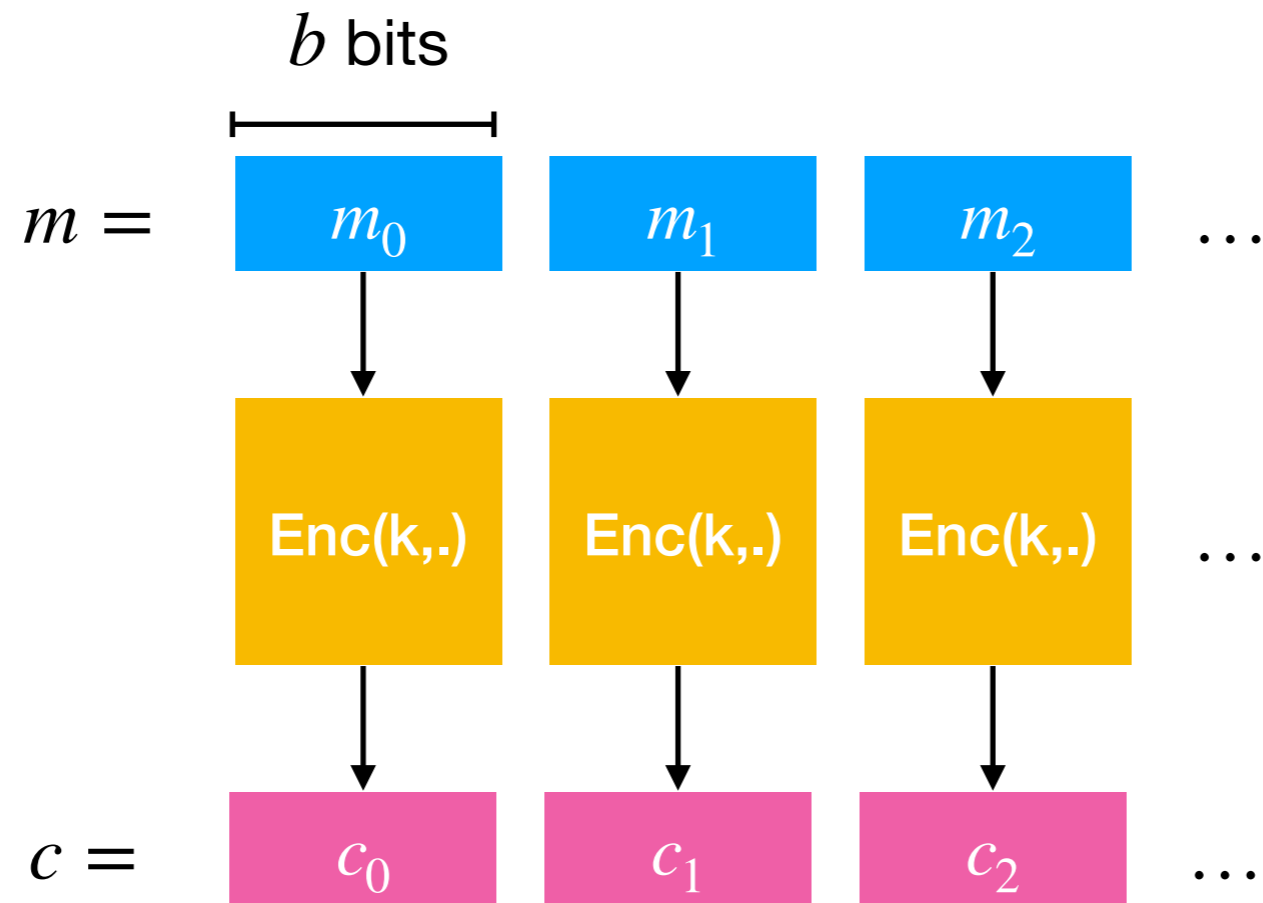 b bits
m = m₀ m₁ m₂ …
Enc(k,.) Enc(k,.) Enc(k,.) …
c = c₀ c₁ c₂ …